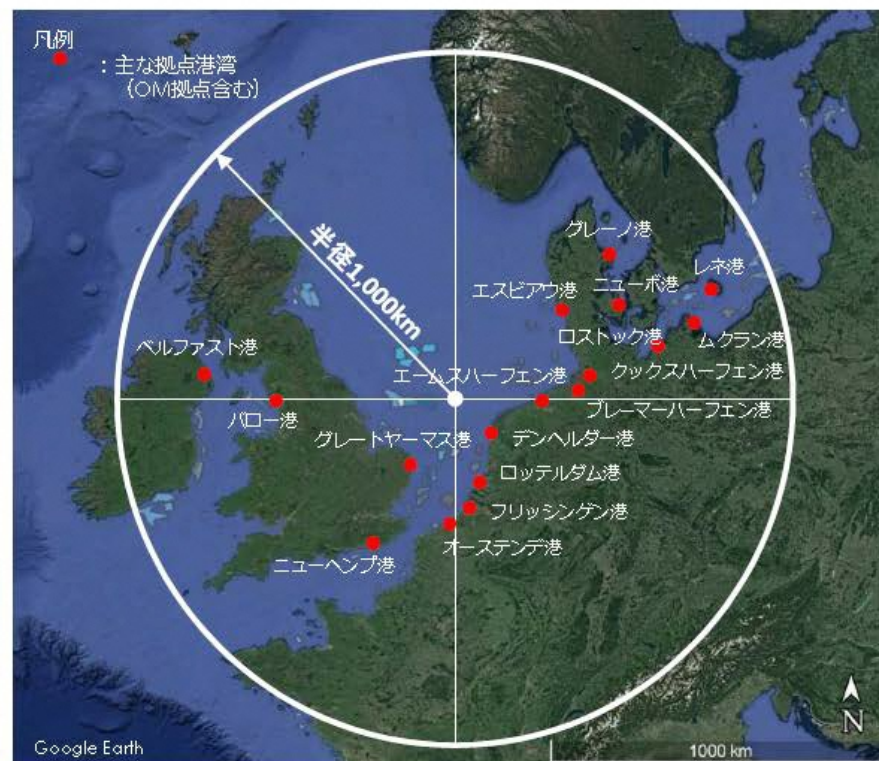 凡例
：主な拠点港湾
（OM拠点含む）
半径1,000km
グレーノ港
レネ港
ニューボ港
エスビアウ港
ムクラン港
ロストック港
ベルファスト港
エームスハーフェン港
クックスハーフェン港
バロー港
ブレーマーハーフェン港
グレートヤーマス港
デンヘルダー港
ロッテルダム港
フリッシンゲン港
オーステンデ港
ニューヘンプ港
N
Google Earth
1000 km